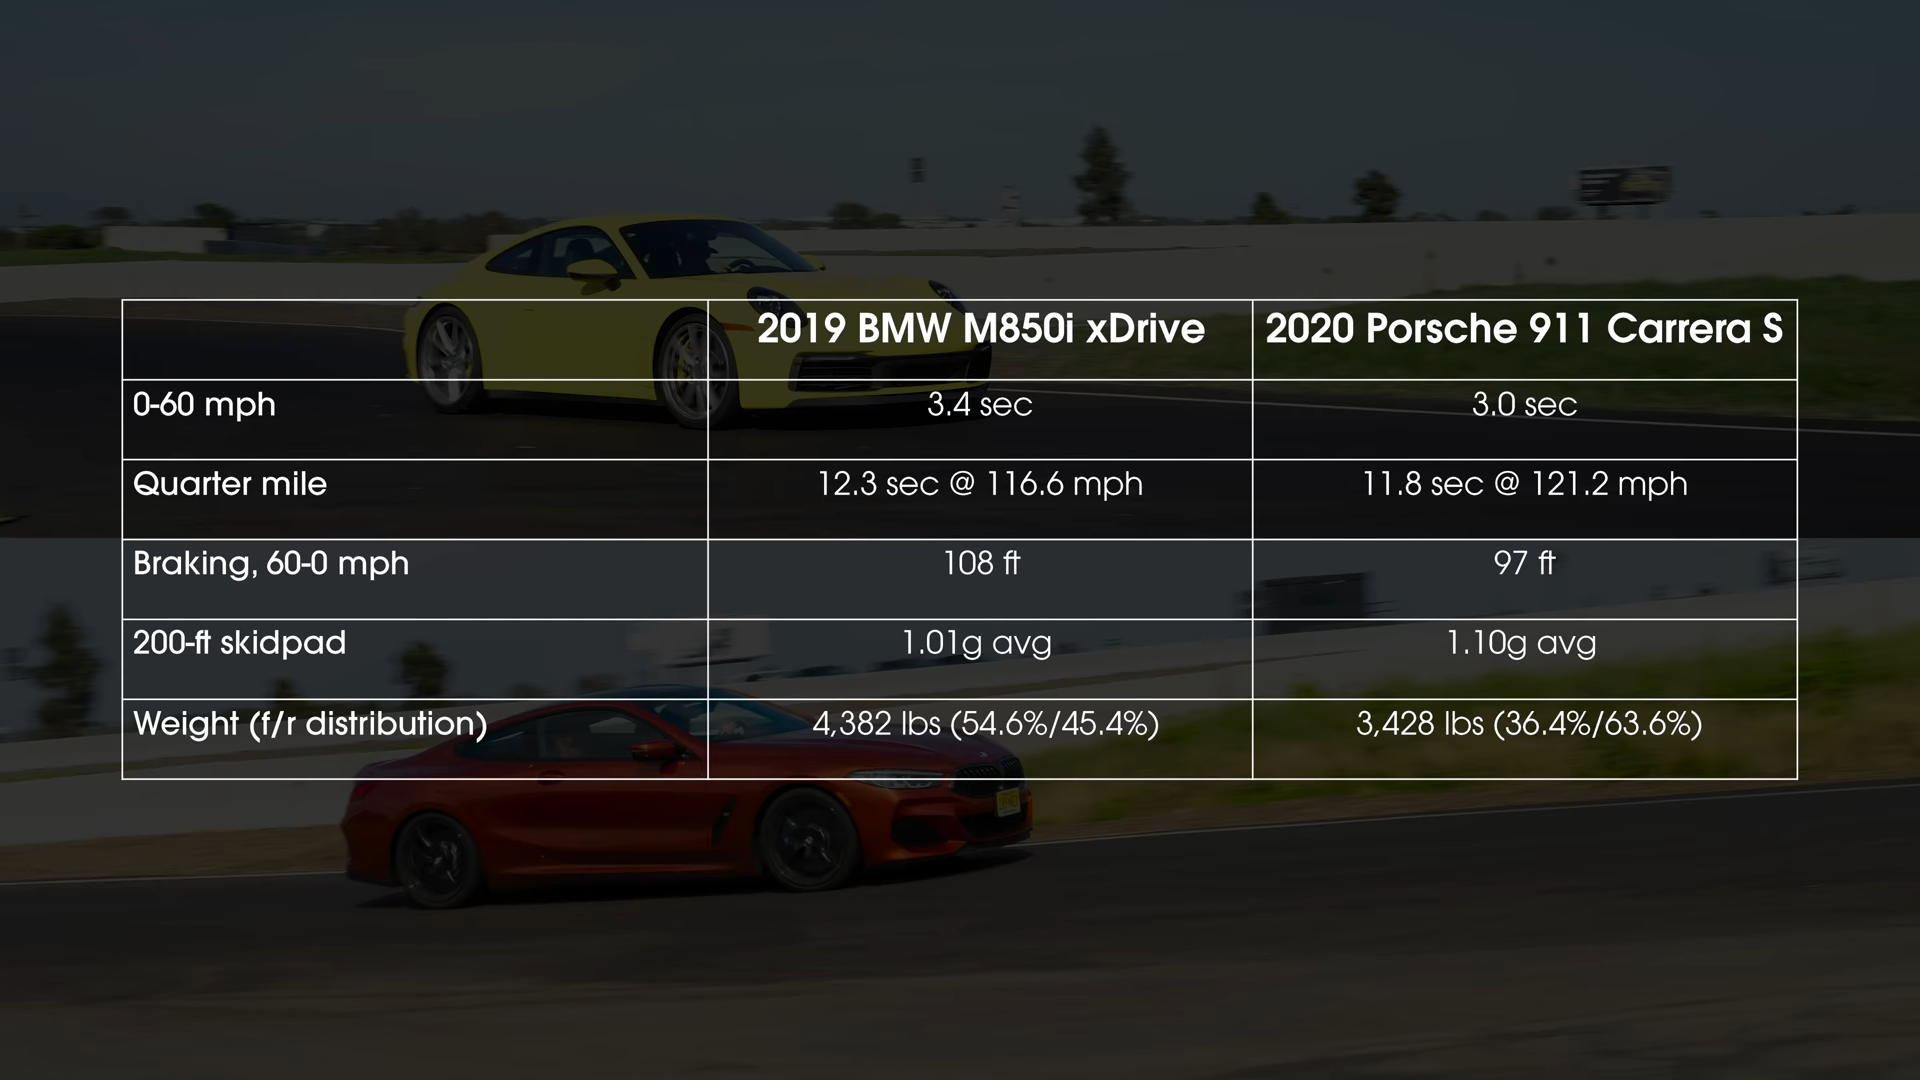 2019 BMW M850i xDrive 2020 Porsche 911 Carrera S
0-60 mph 3.4 sec 3.0 sec
Quarter mile 12.3 sec @ 116.6 mph 11.8 sec @ 121.2 mph
Braking, 60-0 mph 108 ft 97 ft
200-ft skidpad 1.01g avg 1.10g avg
Weight (f/r distribution) 4,382 lbs (54.6%/45.4%) 3,428 lbs (36.4%/63.6%)